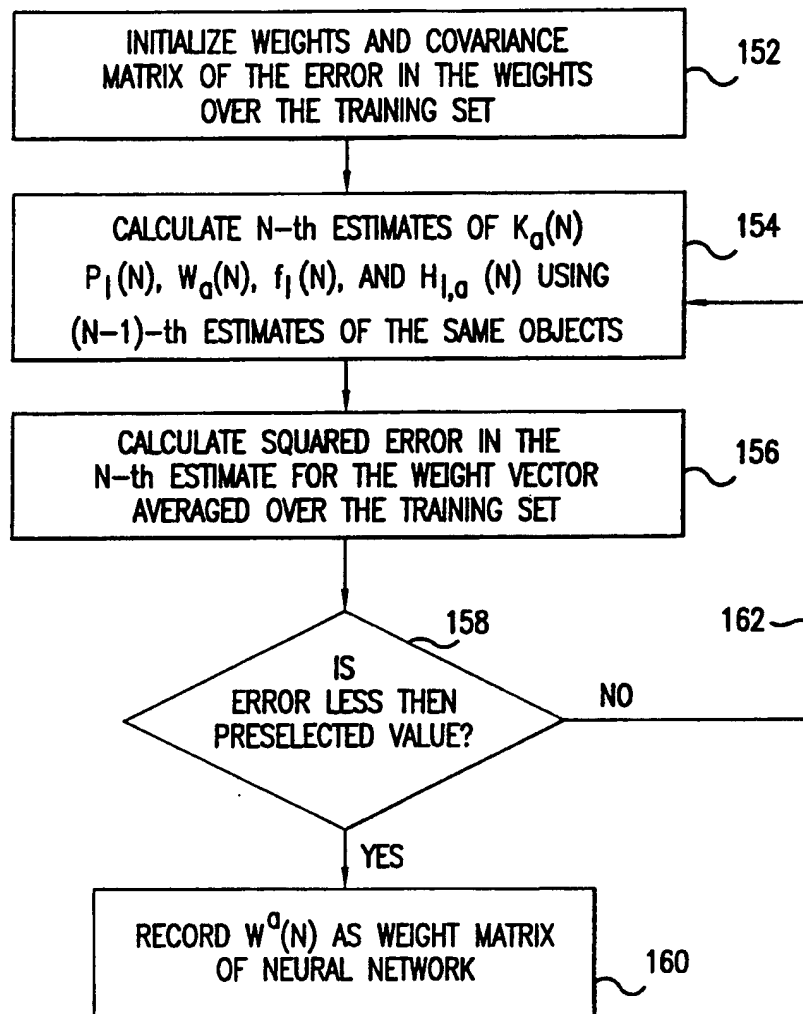 INITIALIZE WEIGHTS AND COVARIANCE
MATRIX OF THE ERROR IN THE WEIGHTS
OVER THE TRAINING SET
152
CALCULATE N-th ESTIMATES OF Ka(N)
Pl(N), Wa(N), fl(N), AND Hl,a (N) USING
(N-1)-th ESTIMATES OF THE SAME OBJECTS
154
CALCULATE SQUARED ERROR IN THE
N-th ESTIMATE FOR THE WEIGHT VECTOR
AVERAGED OVER THE TRAINING SET
156
158
162
IS
ERROR LESS THEN
PRESELECTED VALUE?
NO
YES
RECORD Wa(N) AS WEIGHT MATRIX
OF NEURAL NETWORK
160